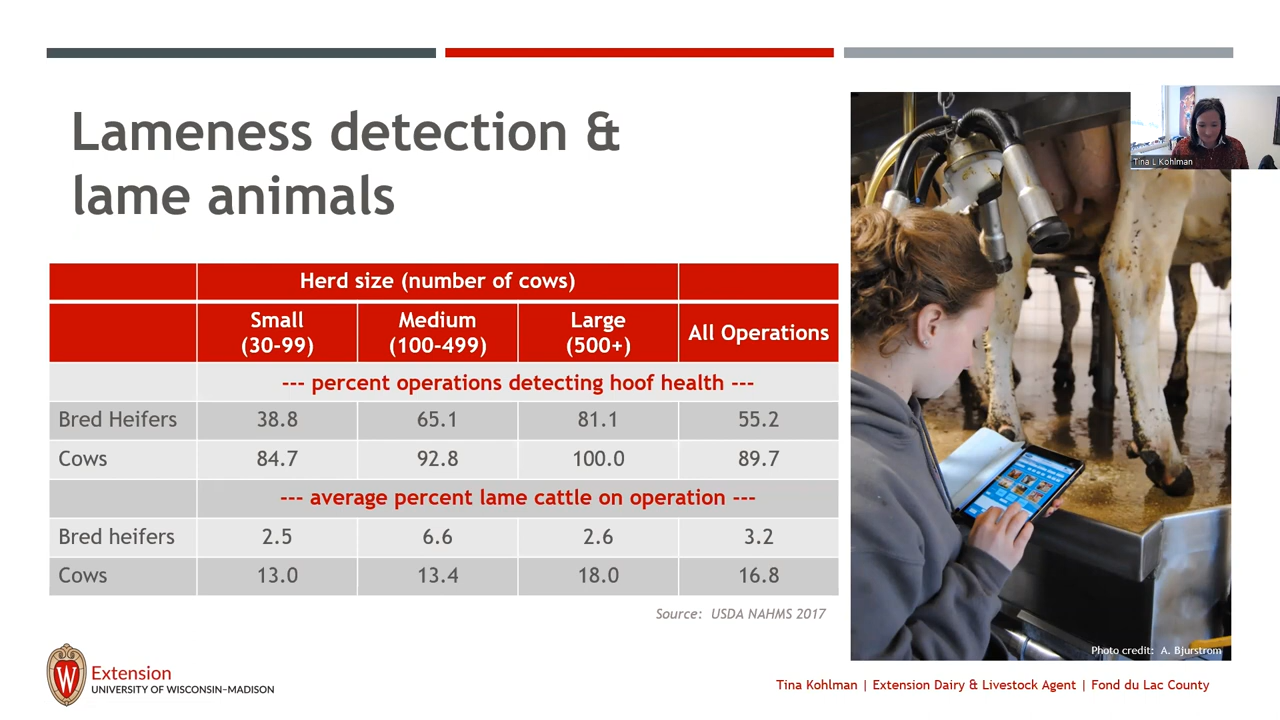 Lameness detection &
lame animals
Tina L Kohlman
Herd size (number of cows)
Small (30-99) Medium (100-499) Large (500+) All Operations
--- percent operations detecting hoof health ---
Bred Heifers 38.8 65.1 81.1 55.2
Cows 84.7 92.8 100.0 89.7
--- average percent lame cattle on operation ---
Bred heifers 2.5 6.6 2.6 3.2
Cows 13.0 13.4 18.0 16.8
Source: USDA NAHMS 2017
Photo credit: A. Bjurstrom
W
Extension
UNIVERSITY OF WISCONSIN–MADISON
Tina Kohlman | Extension Dairy & Livestock Agent | Fond du Lac County